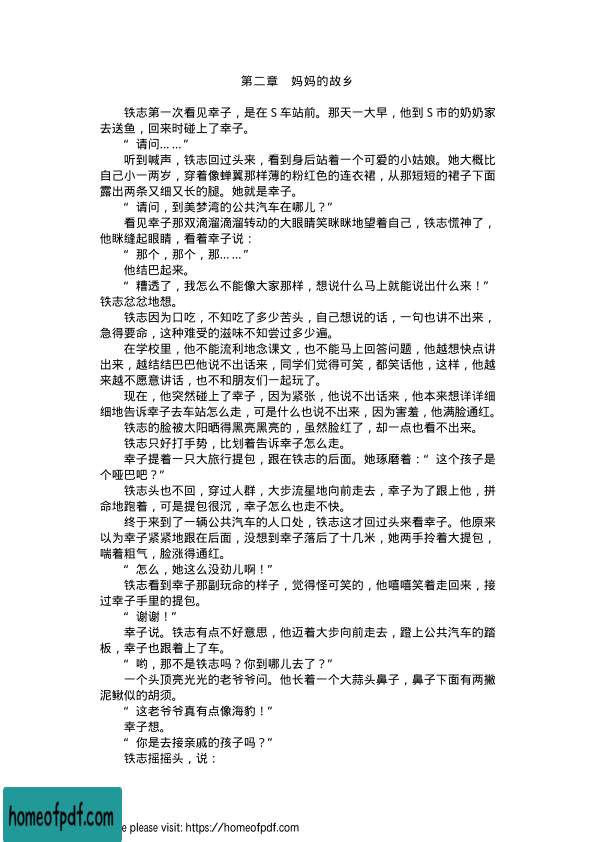 第二章　妈妈的故乡
铁志第一次看见幸子，是在 S 车站前。那天一大早，他到 S 市的奶奶家
去送鱼，回来时碰上了幸子。
“ 请问……”
听到喊声，铁志回过头来，看到身后站着一个可爱的小姑娘。她大概比
自己小一两岁，穿着像蝉翼那样薄的粉红色的连衣裙，从那短短的裙子下面
露出两条又细又长的腿。她就是幸子。
“ 请问，到美梦湾的公共汽车在哪儿？”
看见幸子那双滴溜滴溜转动的大眼睛笑眯眯地望着自己，铁志慌神了，
他眯缝起眼睛，看着幸子说：
“ 那个，那个，那……”
他结巴起来。
“ 糟透了，我怎么不能像大家那样，想说什么马上就能说出什么来！”
铁志忿忿地想。
铁志因为口吃，不知吃了多少苦头，自己想说的话，一句也讲不出来，
急得要命，这种难受的滋味不知尝过多少遍。
在学校里，他不能流利地念课文，也不能马上回答问题，他越想快点讲
出来，越结结巴巴他说不出话来，同学们觉得可笑，都笑话他，这样，他越
来越不愿意讲话，也不和朋友们一起玩了。
现在，他突然碰上了幸子，因为紧张，他说不出话来，他本来想详详细
细地告诉幸子去车站怎么走，可是什么也说不出来，因为害羞，他满脸通红。
铁志的脸被太阳晒得黑亮黑亮的，虽然脸红了，却一点也看不出来。
铁志只好打手势，比划着告诉幸子怎么走。
幸子提着一只大旅行提包，跟在铁志的后面。她琢磨着：“ 这个孩子是
个哑巴吧？”
铁志头也不回，穿过人群，大步流星地向前走去，幸子为了跟上他，拼
命地跑着，可是提包很沉，幸子怎么也走不快。
终于来到了一辆公共汽车的人口处，铁志这才回过头来看幸子。他原来
以为幸子紧紧地跟在后面，没想到幸子落后了十几米，她两手拎着大提包，
喘着粗气，脸涨得通红。
“ 怎么，她这么没劲儿啊！”
铁志看到幸子那副玩命的样子，觉得怪可笑的，他嘻嘻笑着走回来，接
过幸子手里的提包。
“ 谢谢！”
幸子说。铁志有点不好意思，他迈着大步向前走去，蹬上公共汽车的踏
板，幸子也跟着上了车。
“ 哟，那不是铁志吗？你到哪儿去了？”
一个头顶亮光光的老爷爷问。他长着一个大蒜头鼻子，鼻子下面有两撇
泥鳅似的胡须。
“ 这老爷爷真有点像海豹！”
幸子想。
“ 你是去接亲戚的孩子吗？”
铁志摇摇头，说：
homeofpdf.com
e please visit: https://homeofpdf.com